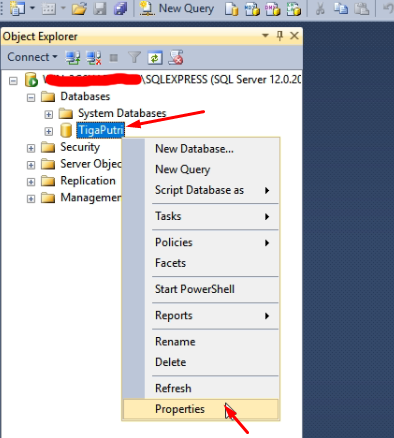 New Query
Object Explorer
Connect
\SQLEXPRESS (SQL Server 12.0.20
Databases
System Databases
TigaPutri
Security
Server Objec
Replication
Managemen
New Database...
New Query
Script Database as
Tasks
Policies
Facets
Start PowerShell
Reports
Rename
Delete
Refresh
Properties